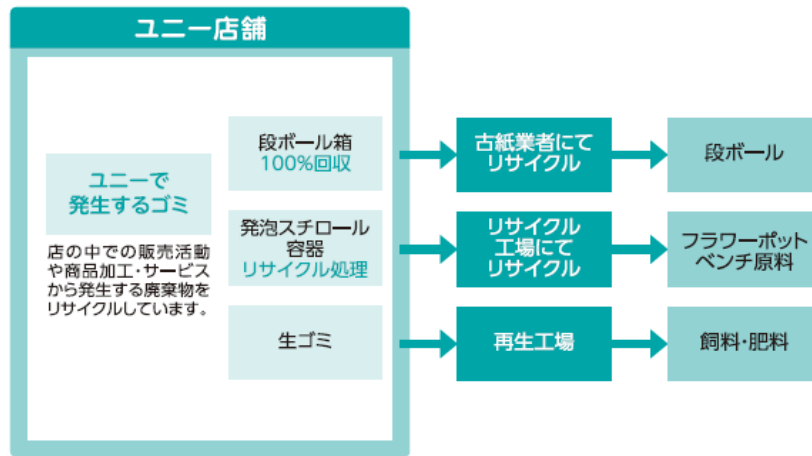 ユニー店舗
ユニーで
発生するゴミ
店の中での販売活動
や商品加工・サービス
から発生する廃棄物を
リサイクルしています。
段ボール箱
100%回収
古紙業者にて
リサイクル
段ボール
発泡スチロール
容器
リサイクル処理
リサイクル
工場にて
リサイクル
フラワーポット
ベンチ原料
生ゴミ
再生工場
飼料・肥料